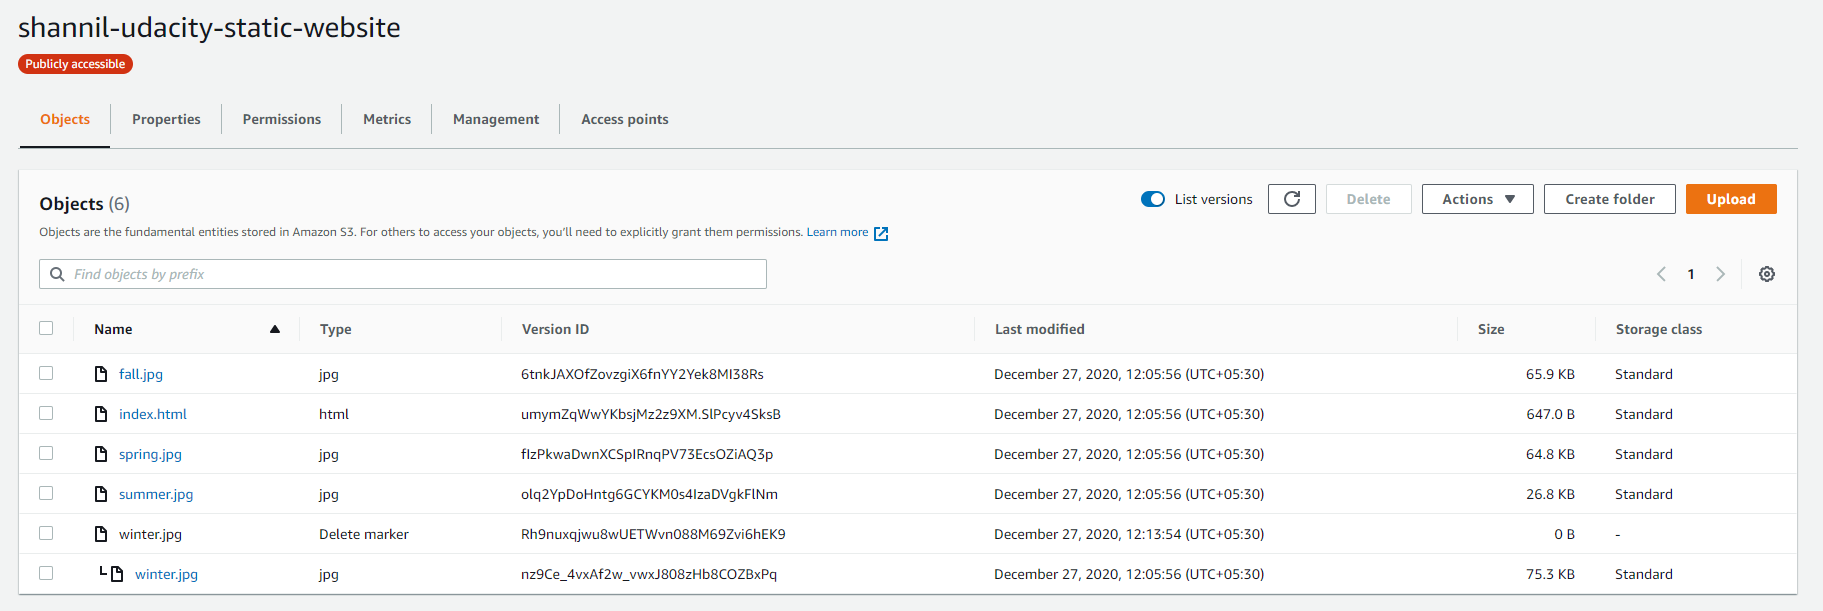 shannil-udacity-static-website
Publicly accessible
Objects Properties Permissions Metrics Management Access points
Objects (6) List versions Delete Actions Create folder Upload
Objects are the fundamental entities stored in Amazon S3. For others to access your objects, you'll need to explicitly grant them permissions. Learn more
Find objects by prefix 1
Name Type Version ID Last modified Size Storage class
fall.jpg jpg 6tnkJAXOfZovzgiX6fnYY2Yek8MI38Rs December 27, 2020, 12:05:56 (UTC+05:30) 65.9 KB Standard
index.html html umymZqWwYKbsjMz2z9XM.SlPcyv4SksB December 27, 2020, 12:05:56 (UTC+05:30) 647.0 B Standard
spring.jpg jpg flzPkwaDwnXCSpIRnqPV73EcsOZiAQ3p December 27, 2020, 12:05:56 (UTC+05:30) 64.8 KB Standard
summer.jpg jpg olq2YpDoHntg6GCYKM0s4IzaDVgkFlNm December 27, 2020, 12:05:56 (UTC+05:30) 26.8 KB Standard
winter.jpg Delete marker Rh9nuxqjwu8wUETWvn088M69Zvi6hEK9 December 27, 2020, 12:13:54 (UTC+05:30) 0 B -
winter.jpg jpg nz9Ce_4vxAf2w_vwxJ808zHb8COZBxPq December 27, 2020, 12:05:56 (UTC+05:30) 75.3 KB Standard